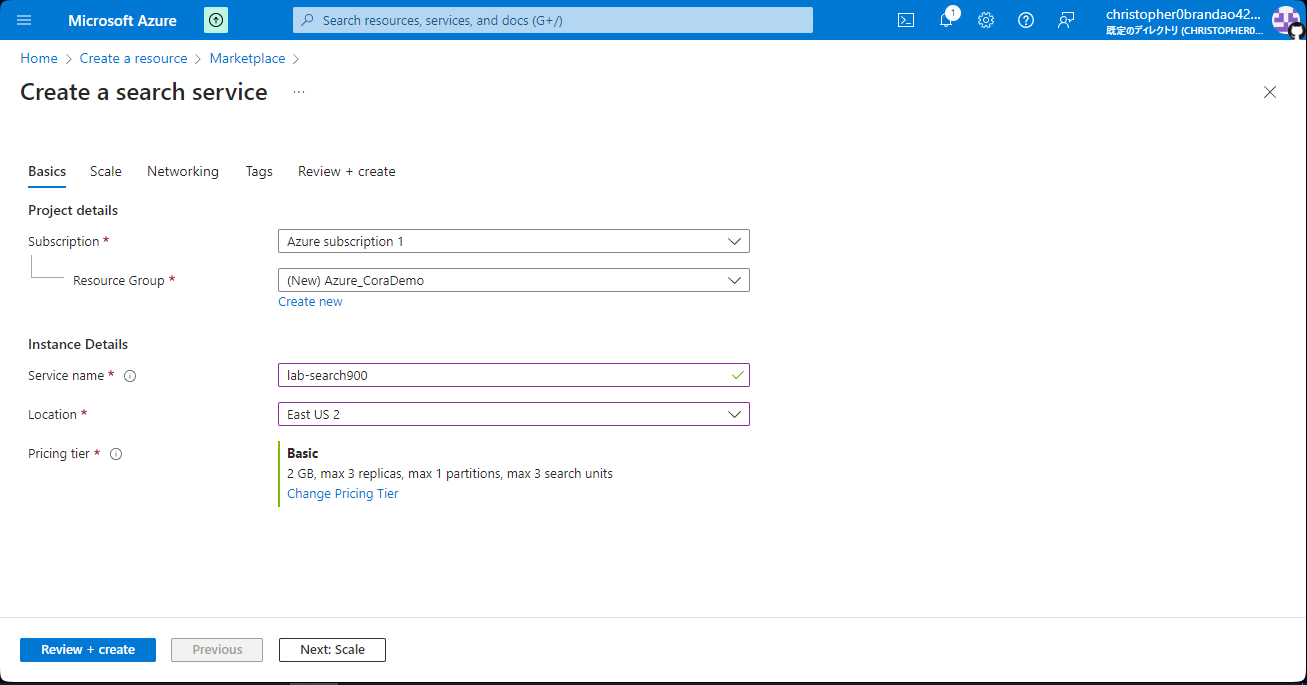 Microsoft Azure
Search resources, services, and docs (G+/)
1
christopher0brandao42...
既定のディレクトリ (CHRISTOPHER0...
Home > Create a resource > Marketplace >
Create a search service ...
Basics Scale Networking Tags Review + create
Project details
Subscription * Azure subscription 1
Resource Group * (New) Azure_CoraDemo
Create new
Instance Details
Service name * lab-search900
Location * East US 2
Pricing tier * Basic
2 GB, max 3 replicas, max 1 partitions, max 3 search units
Change Pricing Tier
Review + create Previous Next: Scale